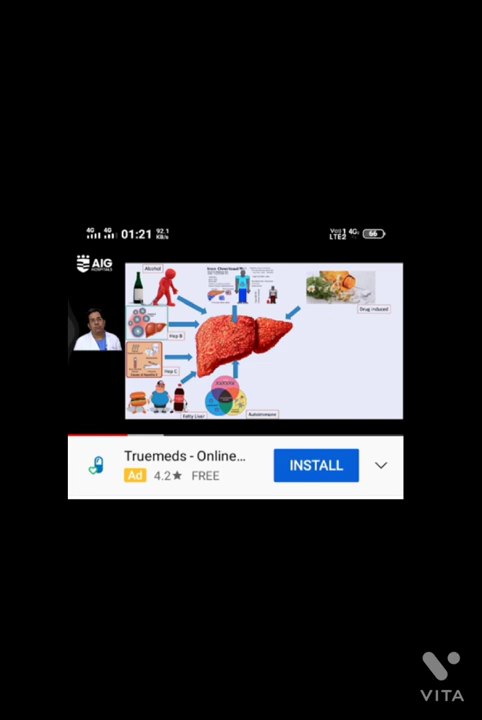 4G 4G 01:21 92.1 KB/s
Vo) 1 4G LTE2 66
AIG
HOSPITALS
Alcohol
Iron Overload
Drug induced
Hep B
Hep C
Fatty Liver
Autoimmune
Truemeds - Online...
Ad 4.2★ FREE
INSTALL
VITA